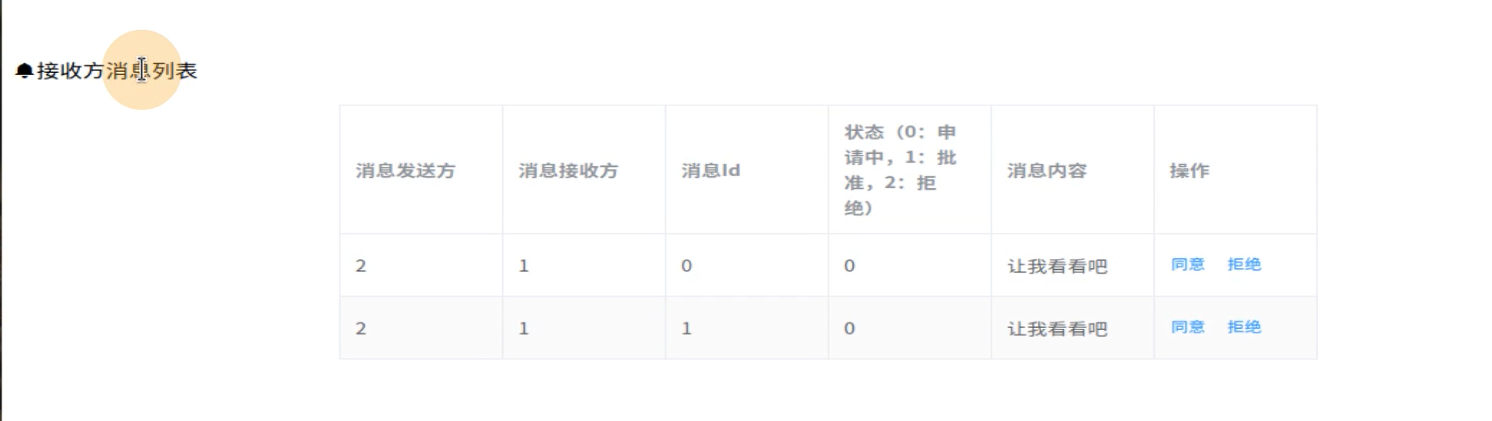 接收方消息列表
消息发送方 消息接收方 消息Id 状态（0：申请中，1：批准，2：拒绝） 消息内容 操作
2 1 0 0 让我看看吧 同意 拒绝
2 1 1 0 让我看看吧 同意 拒绝